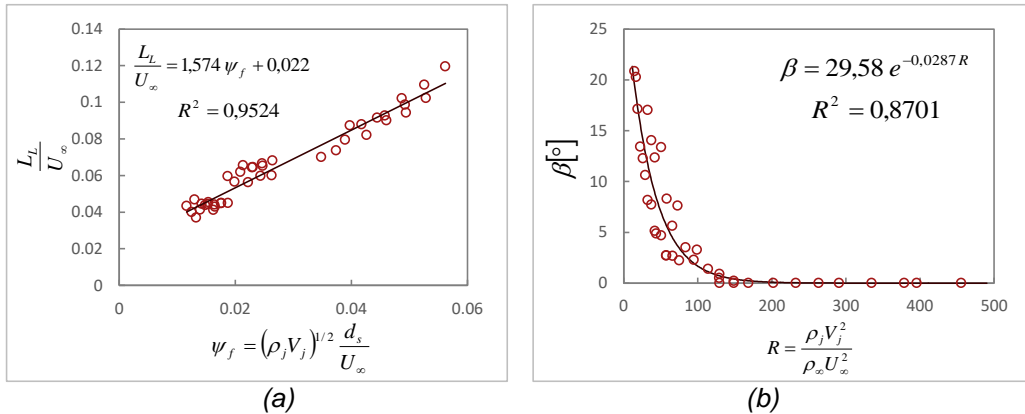 0.14
0.12
0.1
0.08
0.06
0.04
0.02
0
0 0.02 0.04 0.06
L_L / U_∞
L_L / U_∞ = 1,574 ψ_f + 0,022
R² = 0,9524
ψ_f = (ρ_j V_j)^{1/2} d_s / U_∞
(a)
25
20
15
10
5
0
0 100 200 300 400 500
β[°]
β = 29,58 e^{-0,0287 R}
R² = 0,8701
R = ρ_j V_j² / ρ_∞ U_∞²
(b)